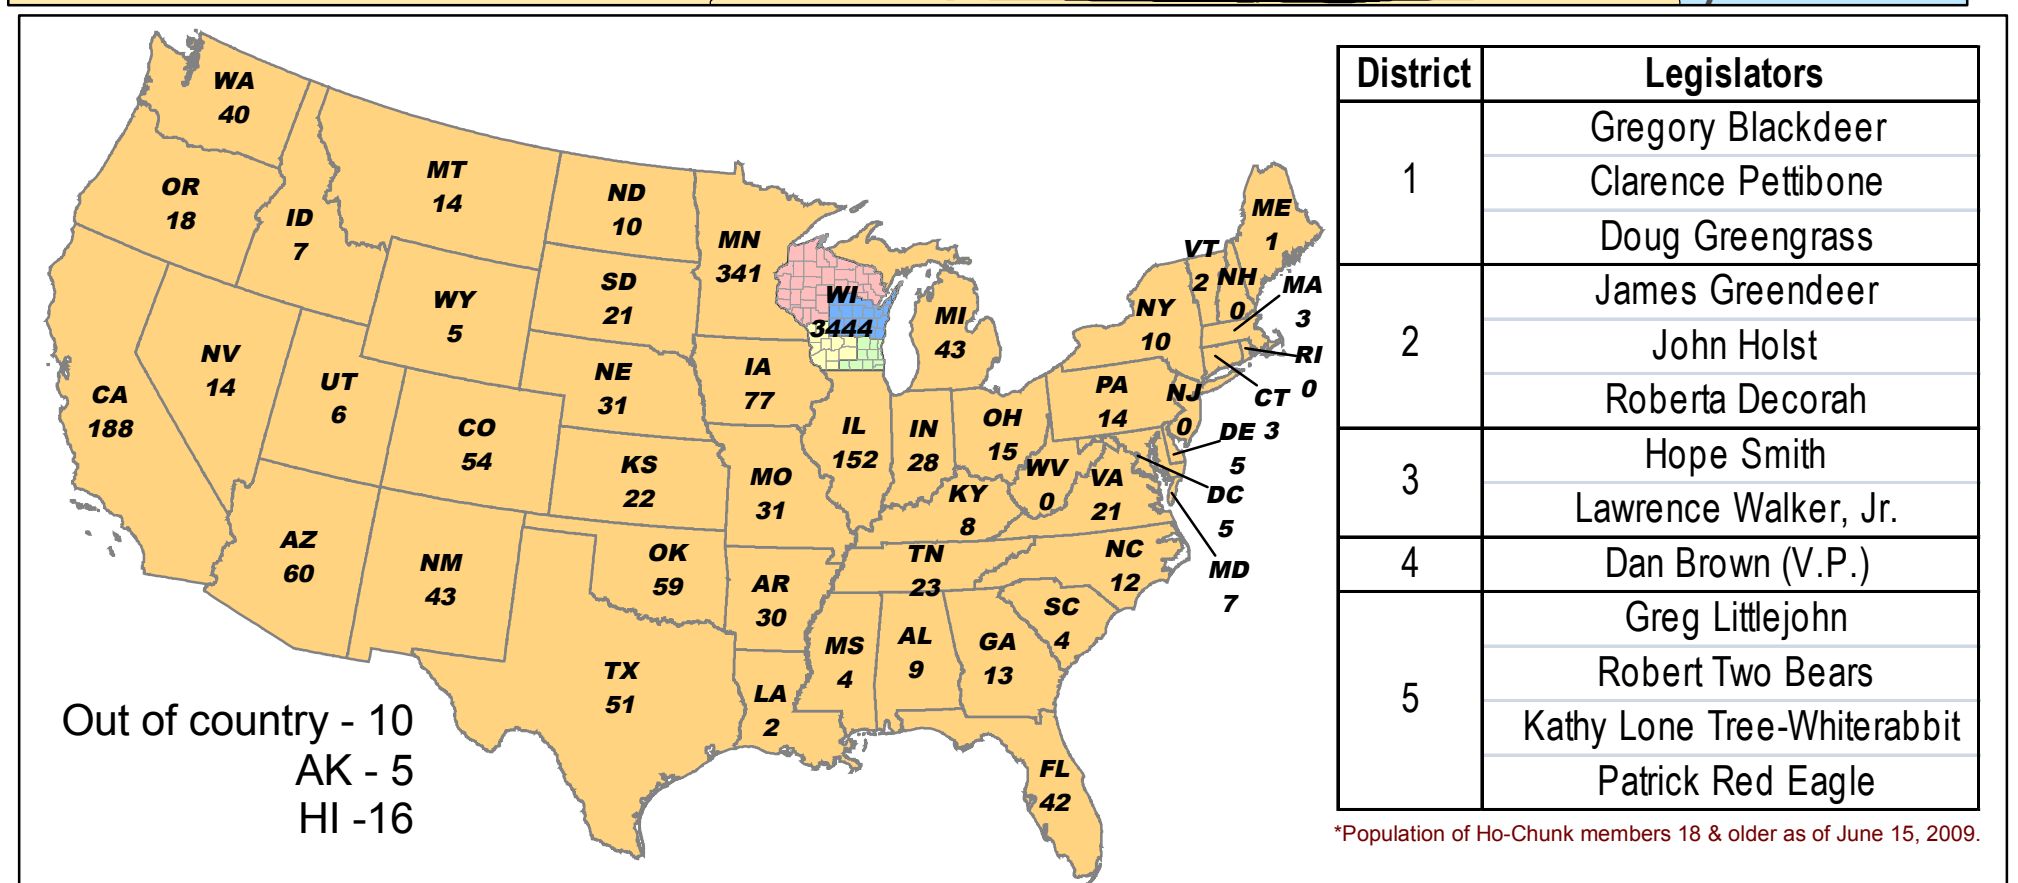 WA
40
OR
18
ID
7
MT
14
ND
10
MN
341
WI
3444
SD
21
WY
5
NV
14
CA
188
UT
6
CO
54
NE
31
IA
77
KS
22
MO
31
IL
152
IN
28
MI
43
OH
15
KY
8
WV
0
VA
21
PA
14
NY
10
VT
2
NH
0
ME
1
MA
3
RI
0
CT
3
NJ
0
DE
5
DC
5
MD
7
AZ
60
NM
43
OK
59
AR
30
TN
23
NC
12
SC
4
MS
4
AL
9
GA
13
TX
51
LA
2
FL
42
Out of country - 10
AK - 5
HI -16
District Legislators
1
Gregory Blackdeer
Clarence Pettibone
Doug Greengrass
2
James Greendeer
John Holst
Roberta Decorah
3
Hope Smith
Lawrence Walker, Jr.
4
Dan Brown (V.P.)
5
Greg Littlejohn
Robert Two Bears
Kathy Lone Tree-Whiterabbit
Patrick Red Eagle
*Population of Ho-Chunk members 18 & older as of June 15, 2009.